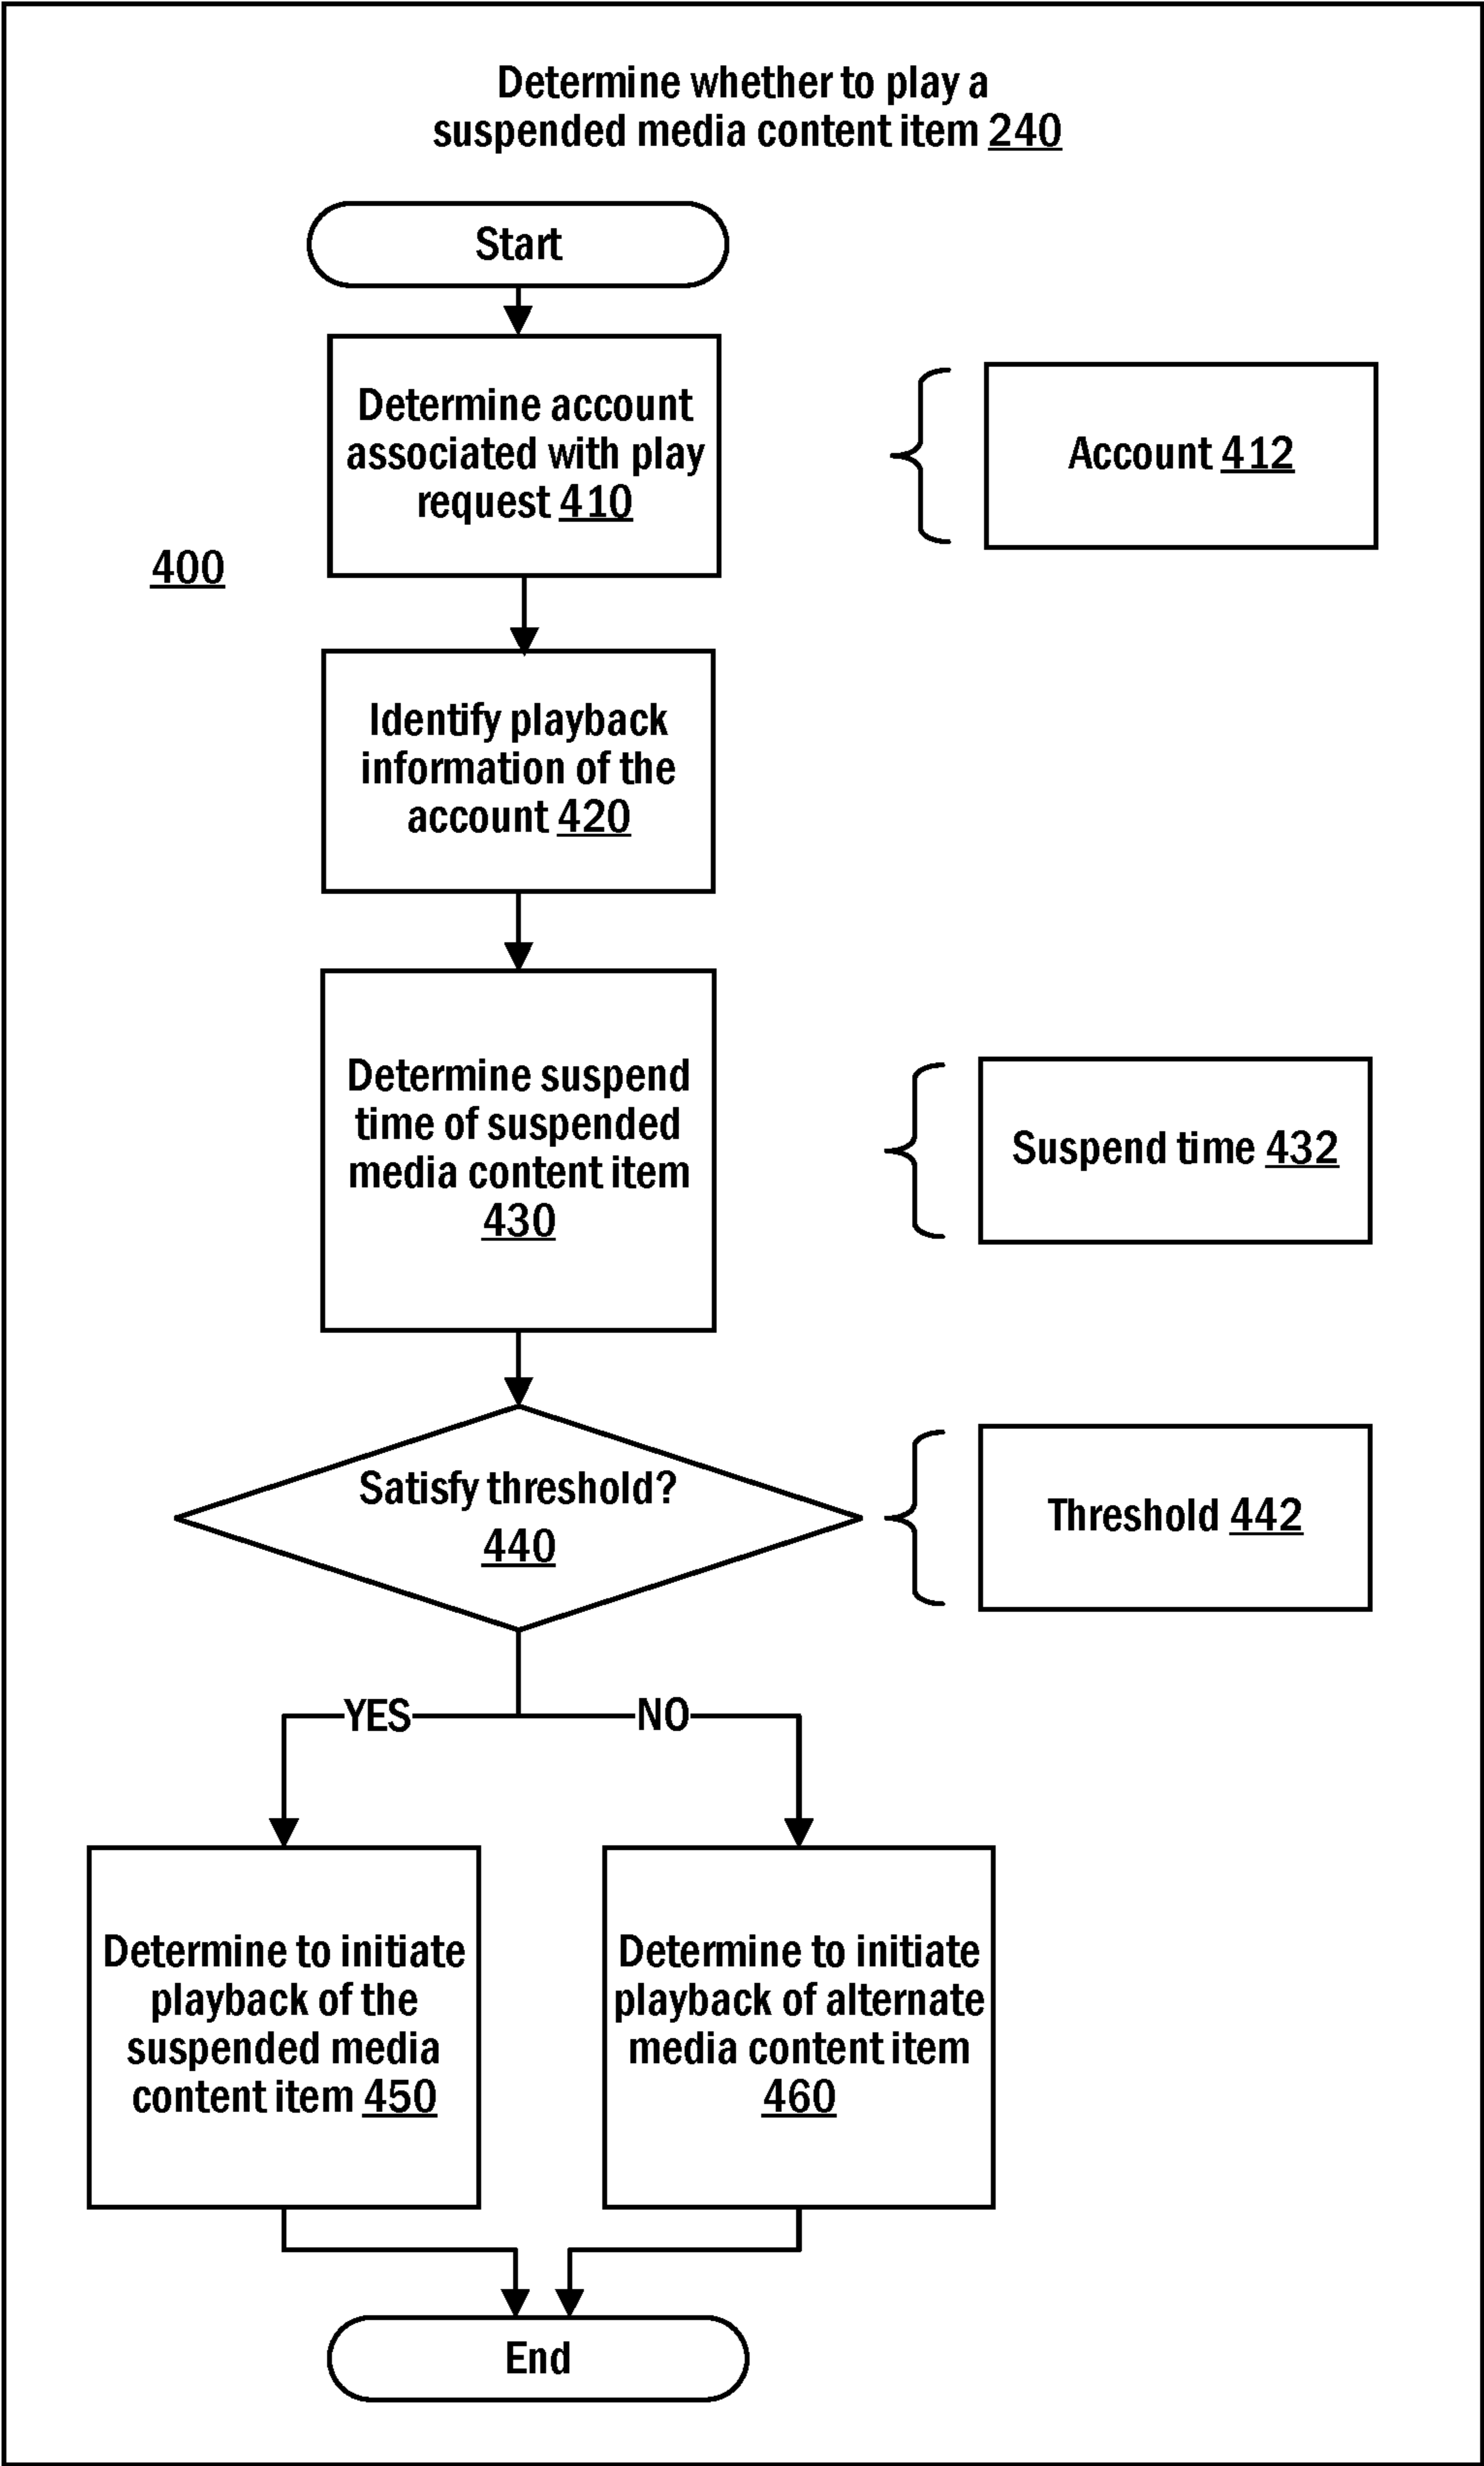 Determine whether to play a
suspended media content item 240
Start
Determine account
associated with play
request 410
Account 412
400
Identify playback
information of the
account 420
Determine suspend
time of suspended
media content item
430
Suspend time 432
Satisfy threshold?
440
Threshold 442
YES
NO
Determine to initiate
playback of the
suspended media
content item 450
Determine to initiate
playback of alternate
media content item
460
End